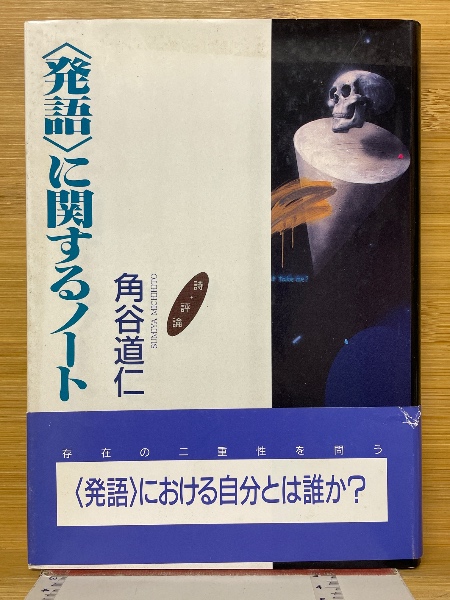 〈発語〉に関するノート
角谷道仁
SUMIYA MICHIHITO
詩・評論
存在の二重性を問う
〈発語〉における自分とは誰か?